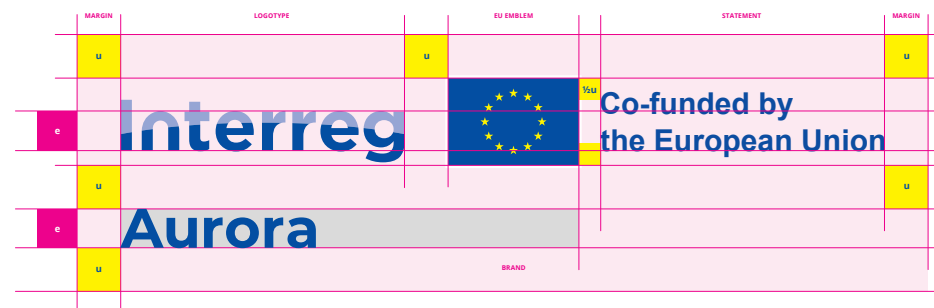 MARGIN LOGOTYPE EU EMBLEM STATEMENT MARGIN
u u u
½u
Interreg Co-funded by
the European Union
e
u u
e Aurora
u BRAND